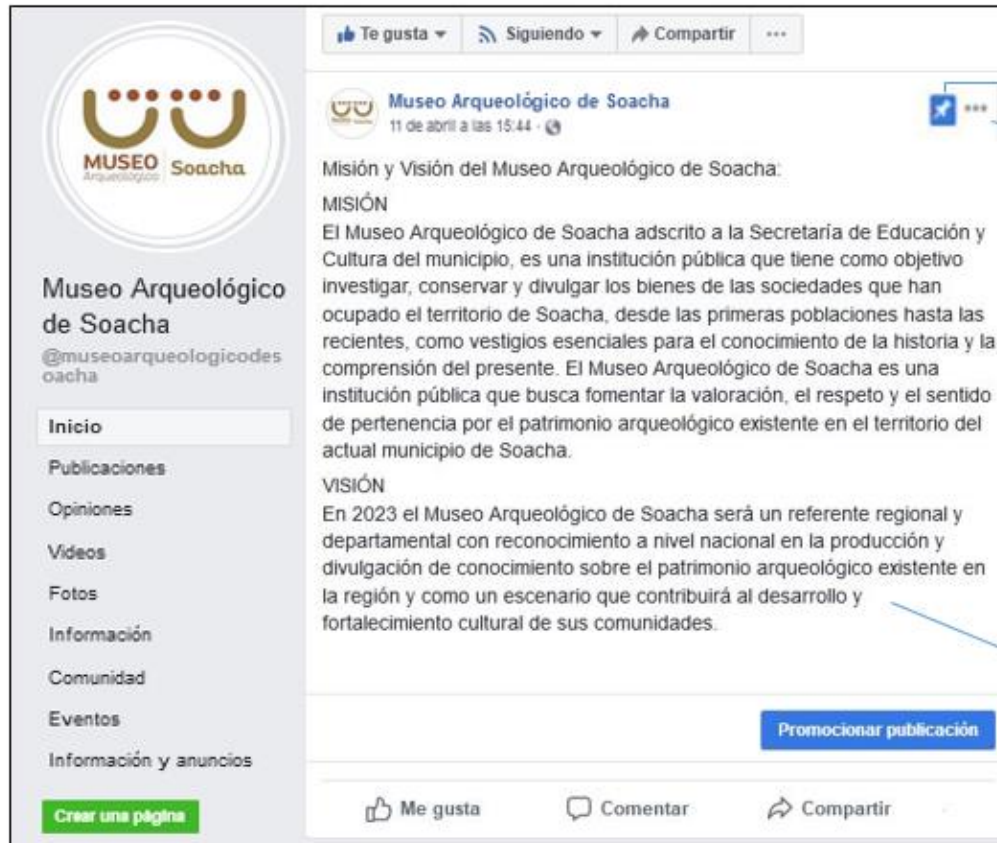 MUSEO
Arqueológico
Soacha
Museo Arqueológico
de Soacha
@museoarqueologicodes
oacha
Inicio
Publicaciones
Opiniones
Videos
Fotos
Información
Comunidad
Eventos
Información y anuncios
Crear una página
Te gusta
Siguiendo
Compartir
...
MUSEO Soacha
Museo Arqueológico de Soacha
11 de abril a las 15:44 ·
...
Misión y Visión del Museo Arqueológico de Soacha:
MISIÓN
El Museo Arqueológico de Soacha adscrito a la Secretaría de Educación y
Cultura del municipio, es una institución pública que tiene como objetivo
investigar, conservar y divulgar los bienes de las sociedades que han
ocupado el territorio de Soacha, desde las primeras poblaciones hasta las
recientes, como vestigios esenciales para el conocimiento de la historia y la
comprensión del presente. El Museo Arqueológico de Soacha es una
institución pública que busca fomentar la valoración, el respeto y el sentido
de pertenencia por el patrimonio arqueológico existente en el territorio del
actual municipio de Soacha.
VISIÓN
En 2023 el Museo Arqueológico de Soacha será un referente regional y
departamental con reconocimiento a nivel nacional en la producción y
divulgación de conocimiento sobre el patrimonio arqueológico existente en
la región y como un escenario que contribuirá al desarrollo y
fortalecimiento cultural de sus comunidades.
Promocionar publicación
Me gusta
Comentar
Compartir